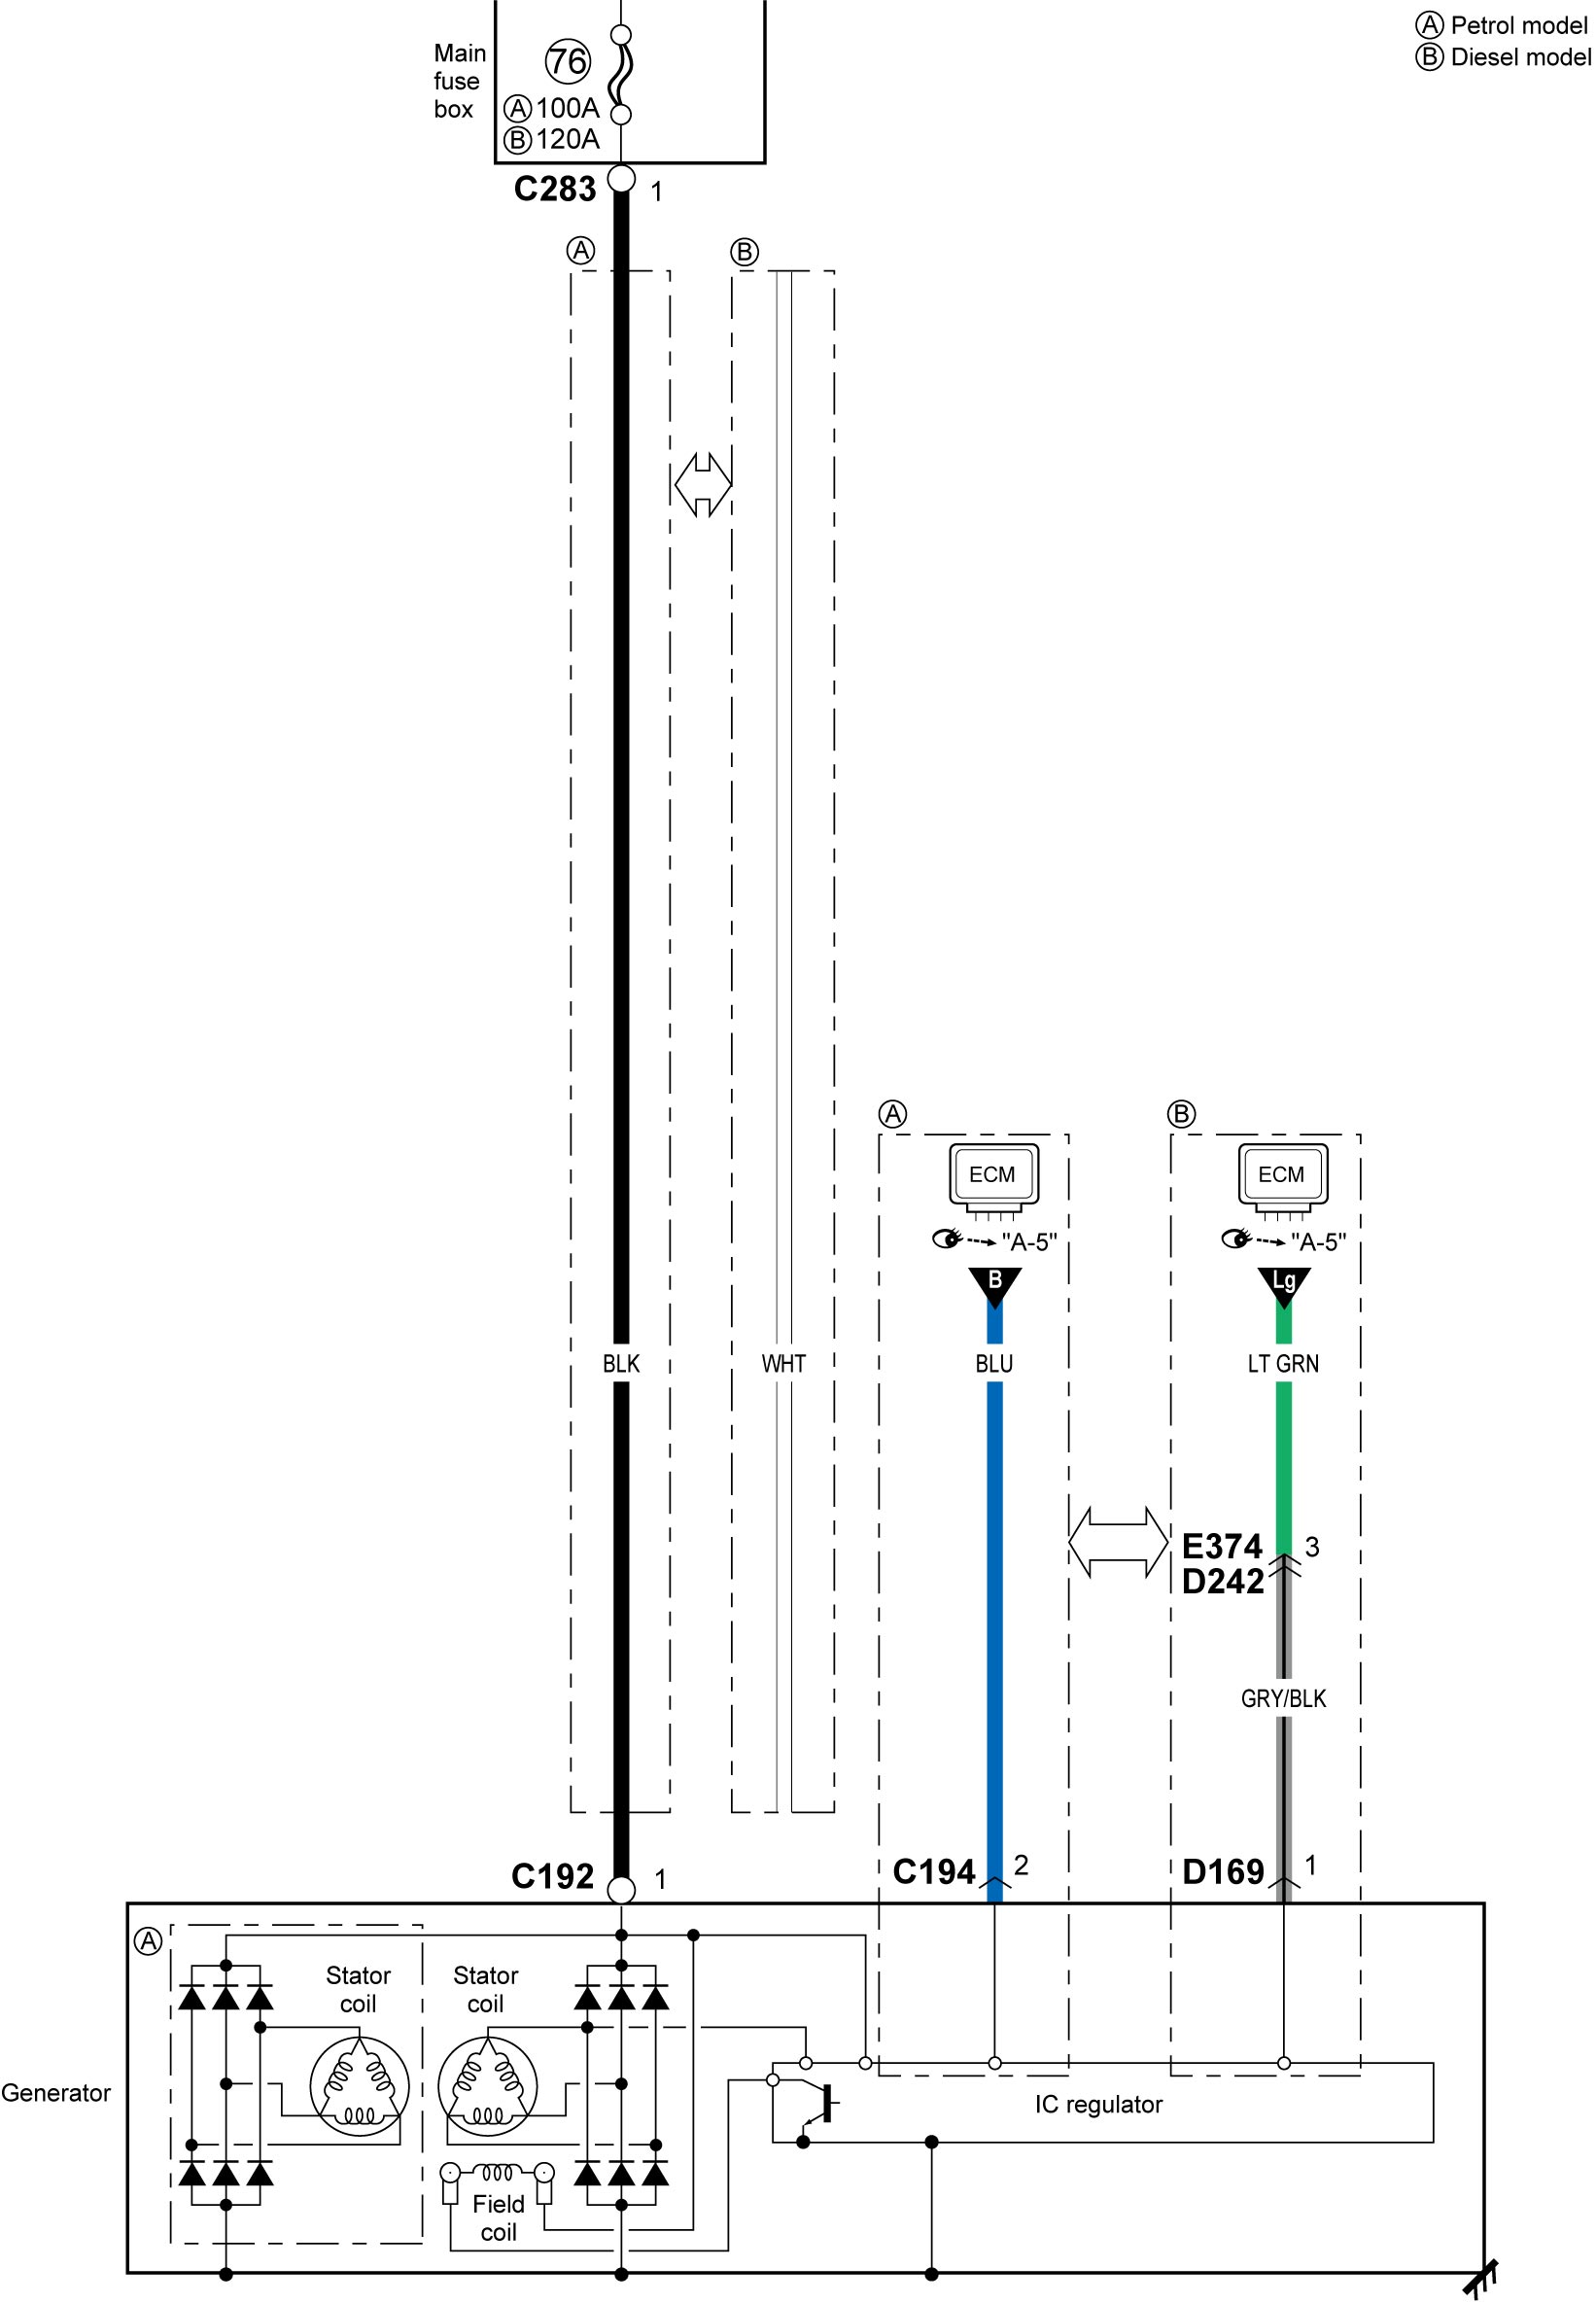 Ⓐ Petrol model
Ⓑ Diesel model
Main
fuse
box
76
Ⓐ 100A
Ⓑ 120A
C283 1
Ⓐ
Ⓑ
Ⓐ
Ⓑ
ECM
ECM
"A-5"
"A-5"
B
Lg
BLK
WHT
BLU
LT GRN
E374 3
D242
GRY/BLK
C192 1
C194 2
D169 1
Ⓐ
Stator
coil
Stator
coil
Generator
IC regulator
Field
coil